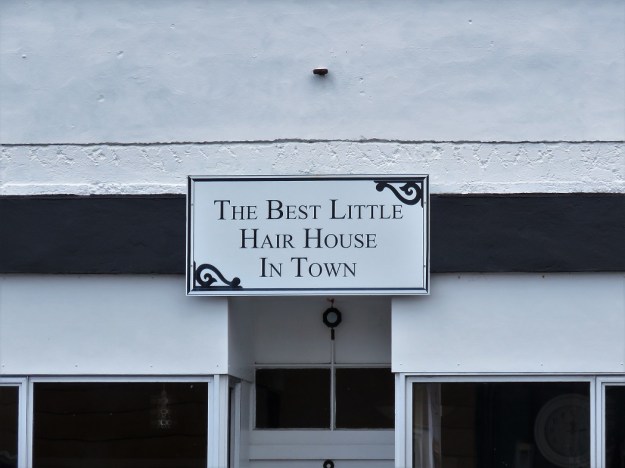 The Best Little
Hair House
In Town